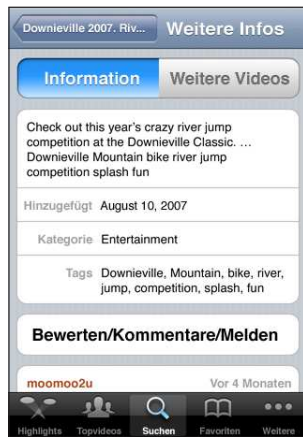 Downieville 2007. Riv... Weitere Infos
Information Weitere Videos
Check out this year's crazy river jump
competition at the Downieville Classic. ...
Downieville Mountain bike river jump
competition splash fun
Hinzugefügt August 10, 2007
Kategorie Entertainment
Tags Downieville, Mountain, bike, river,
jump, competition, splash, fun
Bewerten/Kommentare/Melden
moomoo2u Vor 4 Monaten
Highlights Topvideos Suchen Favoriten Weitere